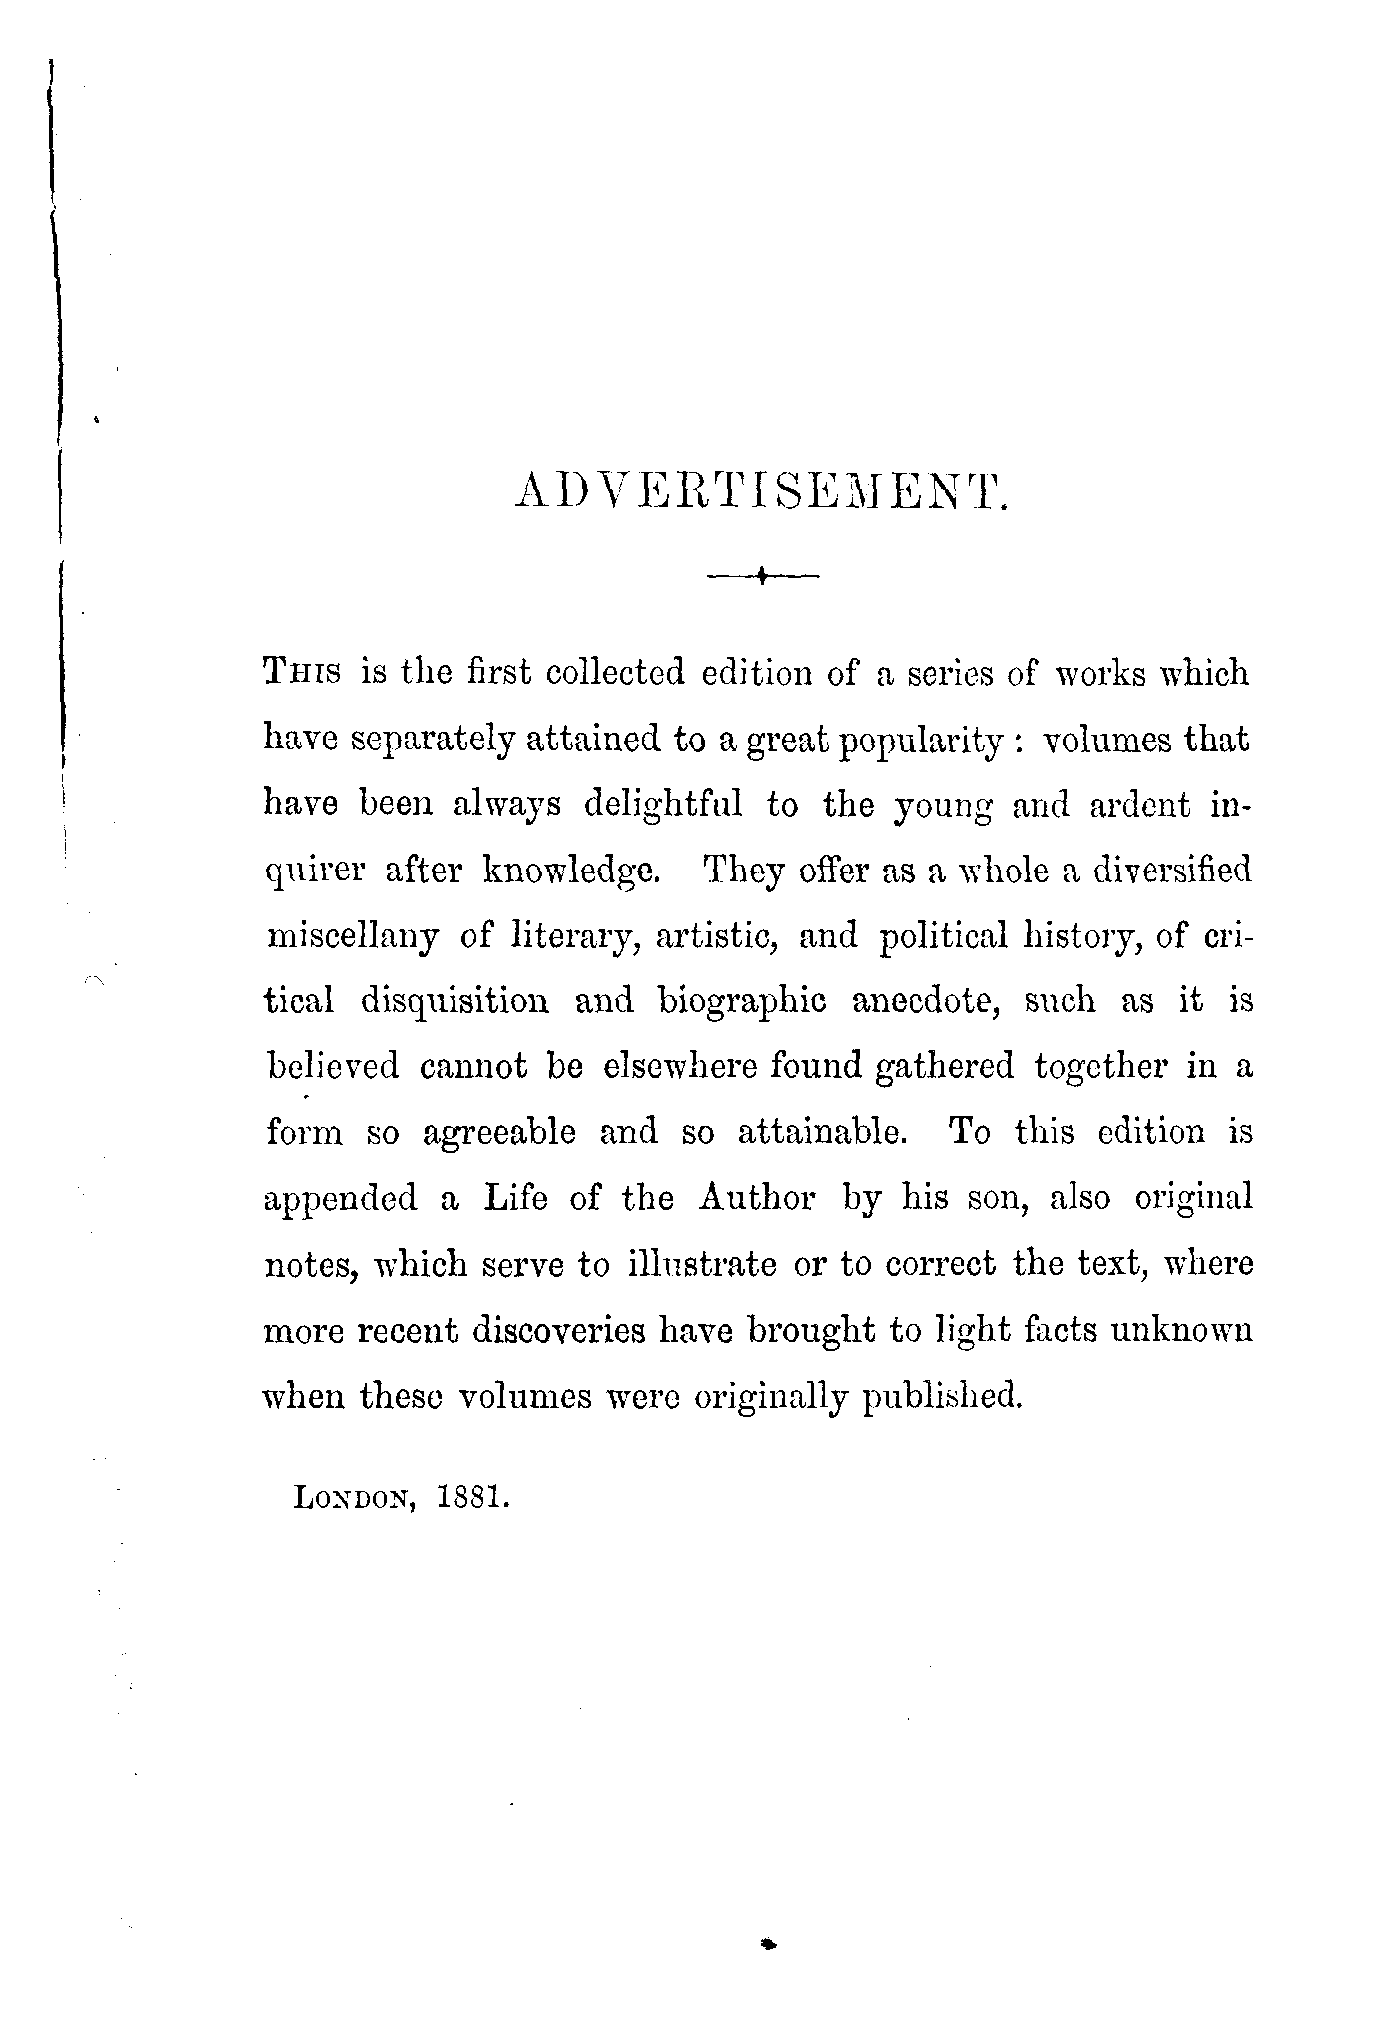 ADVERTISEMENT.
THIS is the first collected edition of a series of works which
have separately attained to a great popularity : volumes that
have been always delightful to the young and ardent in-
quirer after knowledge. They offer as a whole a diversified
miscellany of literary, artistic, and political history, of cri-
tical disquisition and biographic anecdote, such as it is
believed cannot be elsewhere found gathered together in a
form so agreeable and so attainable. To this edition is
appended a Life of the Author by his son, also original
notes, which serve to illustrate or to correct the text, where
more recent discoveries have brought to light facts unknown
when these volumes were originally published.
LONDON, 1881.